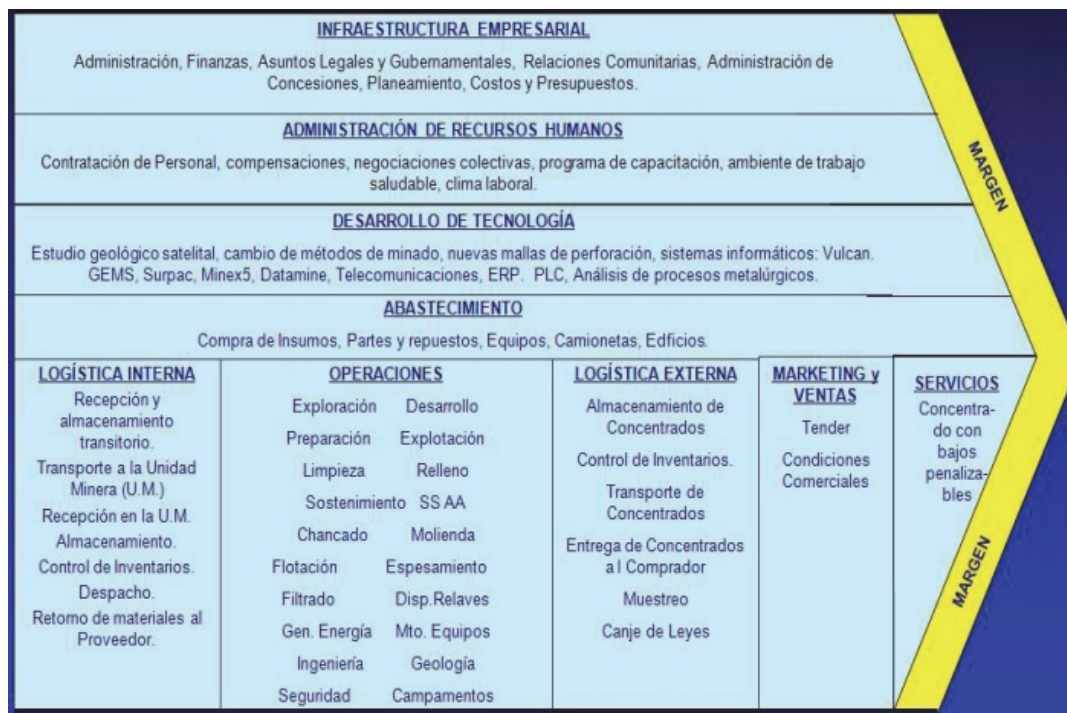 INFRAESTRUCTURA EMPRESARIAL
Administración, Finanzas, Asuntos Legales y Gubernamentales, Relaciones Comunitarias, Administración de
Concesiones, Planeamiento, Costos y Presupuestos.
ADMINISTRACIÓN DE RECURSOS HUMANOS
Contratación de Personal, compensaciones, negociaciones colectivas, programa de capacitación, ambiente de trabajo
saludable, clima laboral.
DESARROLLO DE TECNOLOGÍA
Estudio geológico satelital, cambio de métodos de minado, nuevas mallas de perforación, sistemas informáticos: Vulcan.
GEMS, Surpac, Minex5, Datamine, Telecomunicaciones, ERP. PLC, Análisis de procesos metalúrgicos.
ABASTECIMIENTO
Compra de Insumos, Partes y repuestos, Equipos, Camionetas, Edficios.
MARGEN
LOGÍSTICA INTERNA
Recepción y
almacenamiento
transitorio.
Transporte a la Unidad
Minera (U.M.)
Recepción en la U.M.
Almacenamiento.
Control de Inventarios.
Despacho.
Retorno de materiales al
Proveedor.
OPERACIONES
Exploración Desarrollo
Preparación Explotación
Limpieza Relleno
Sostenimiento SS AA
Chancado Molienda
Flotación Espesamiento
Filtrado Disp.Relaves
Gen. Energía Mto. Equipos
Ingeniería Geología
Seguridad Campamentos
LOGÍSTICA EXTERNA
Almacenamiento de
Concentrados
Control de Inventarios.
Transporte de
Concentrados
Entrega de Concentrados
a l Comprador
Muestreo
Canje de Leyes
MARKETING y
VENTAS
Tender
Condiciones
Comerciales
SERVICIOS
Concentra-
do con
bajos
penaliza-
bles
MARGEN